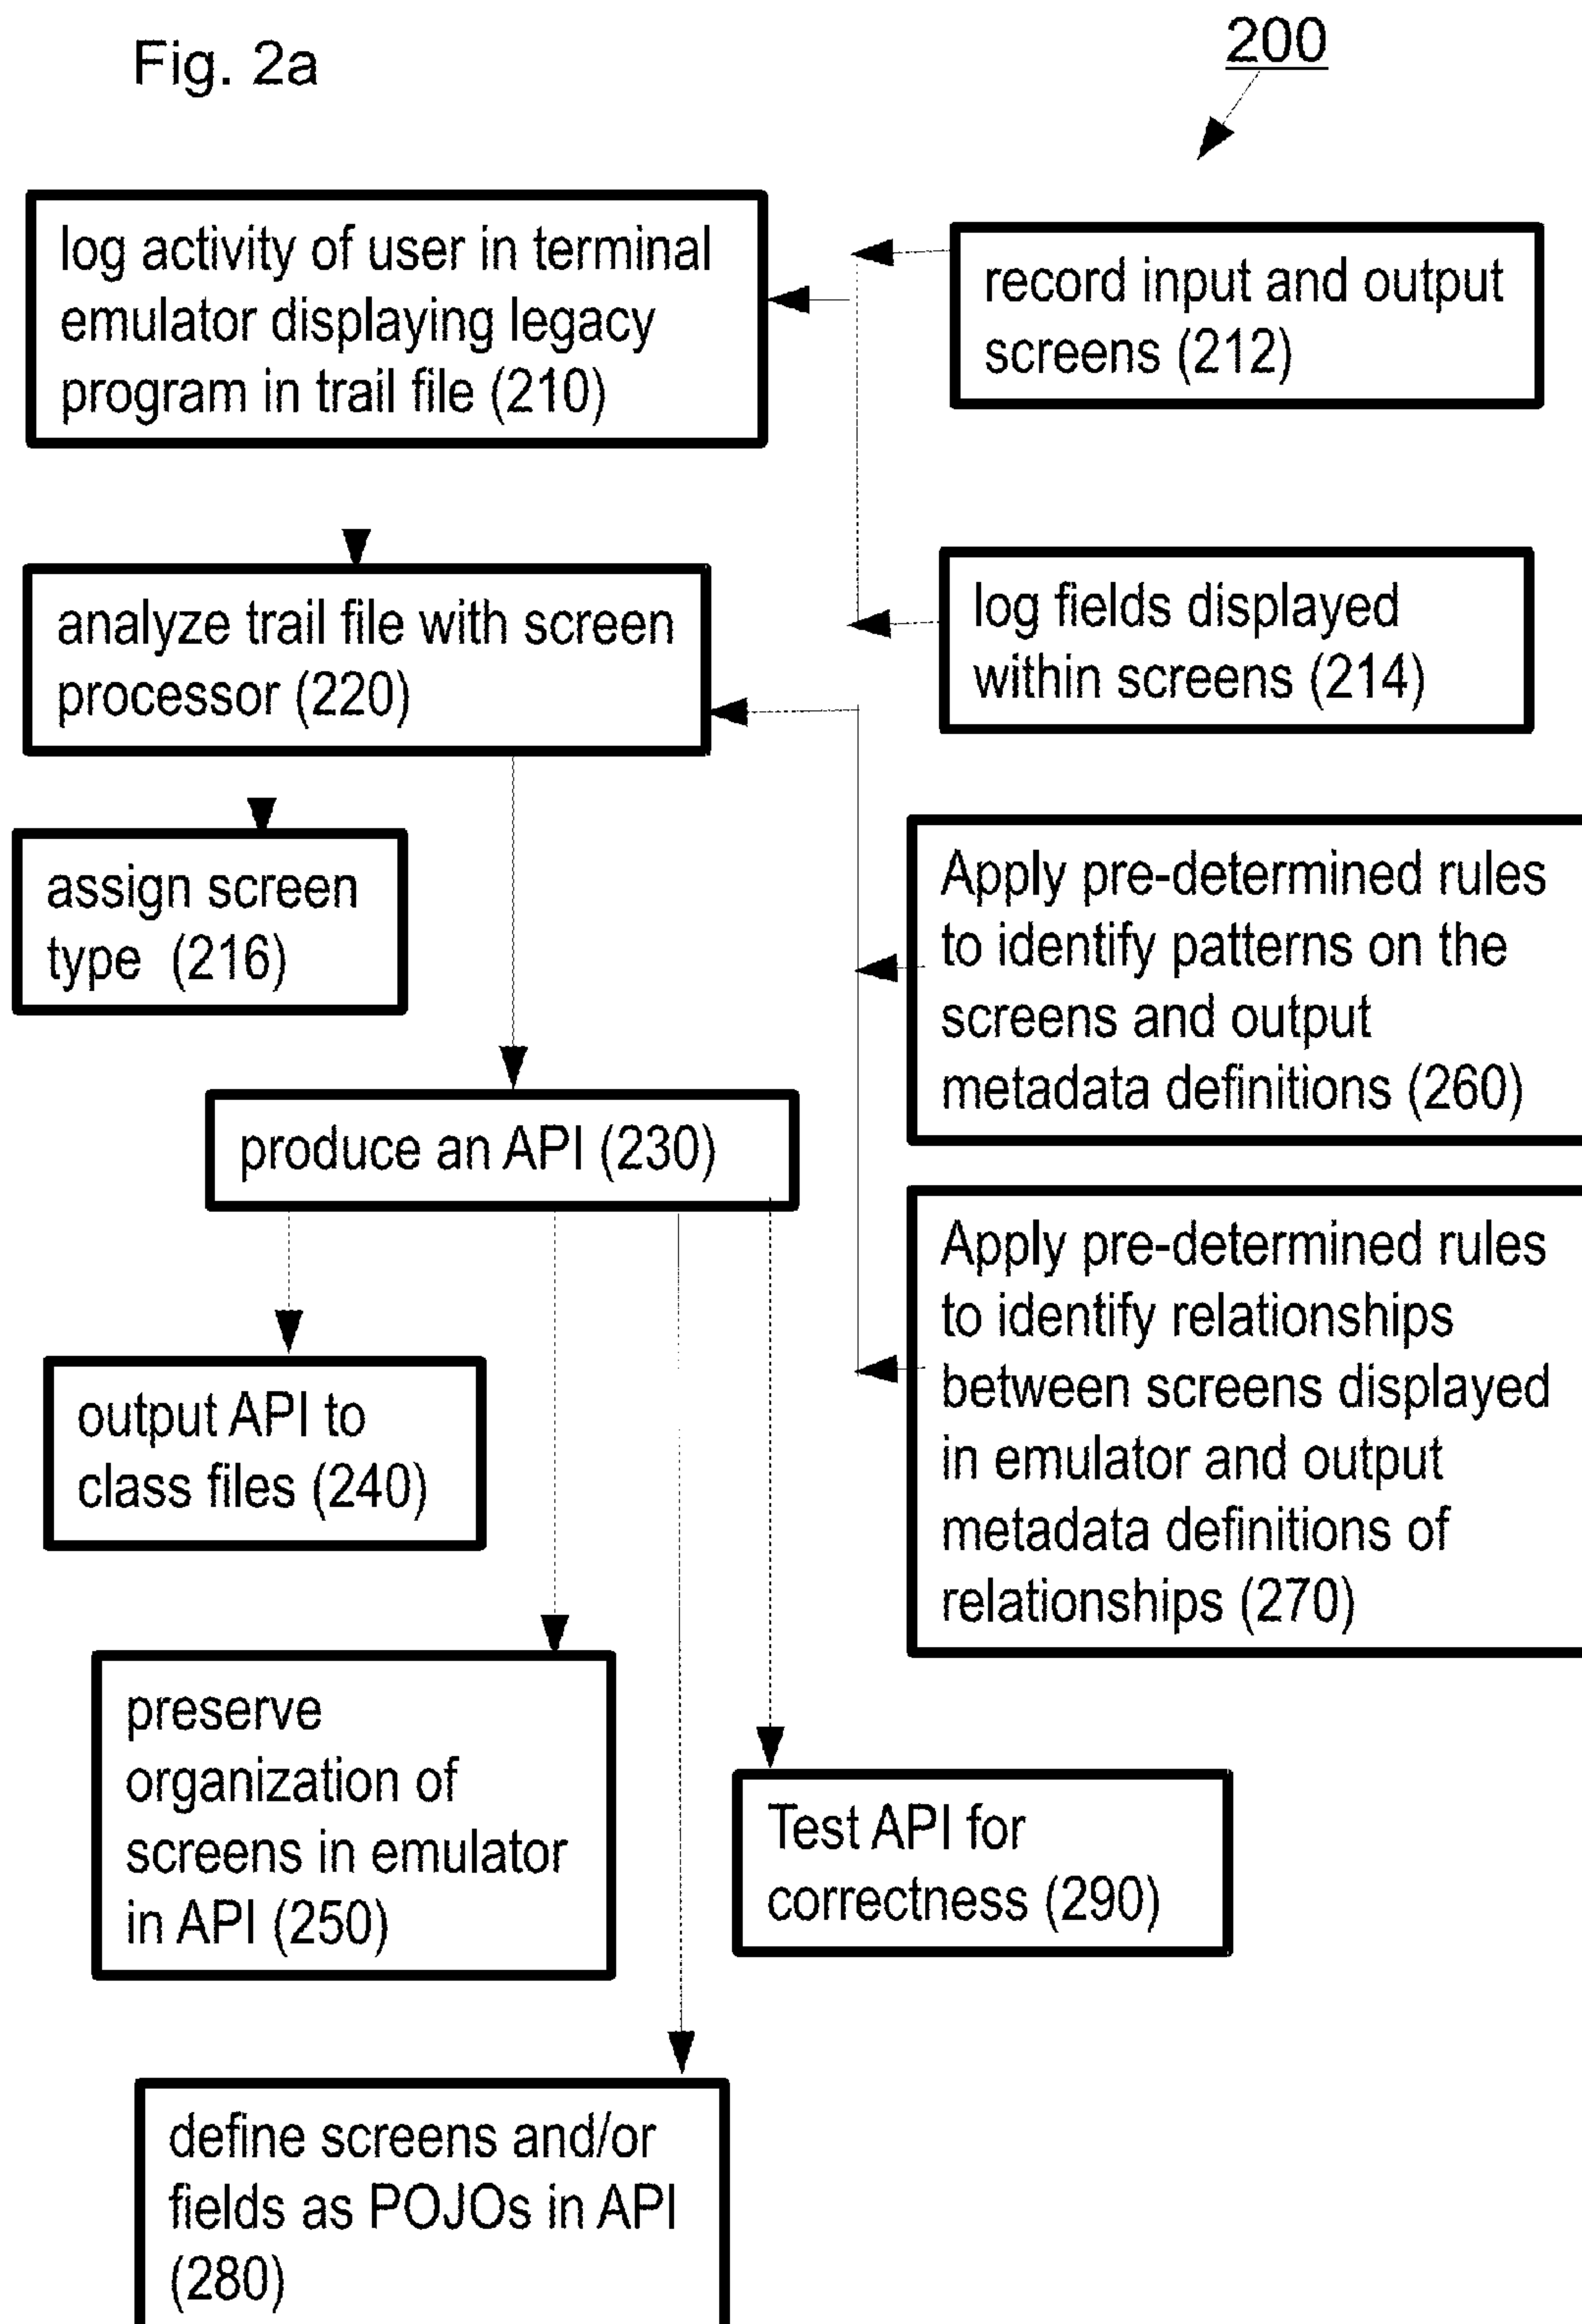 Fig. 2a
200
log activity of user in terminal
emulator displaying legacy
program in trail file (210)
record input and output
screens (212)
analyze trail file with screen
processor (220)
log fields displayed
within screens (214)
assign screen
type (216)
Apply pre-determined rules
to identify patterns on the
screens and output
metadata definitions (260)
produce an API (230)
Apply pre-determined rules
to identify relationships
between screens displayed
in emulator and output
metadata definitions of
relationships (270)
output API to
class files (240)
preserve
organization of
screens in emulator
in API (250)
Test API for
correctness (290)
define screens and/or
fields as POJOs in API
(280)